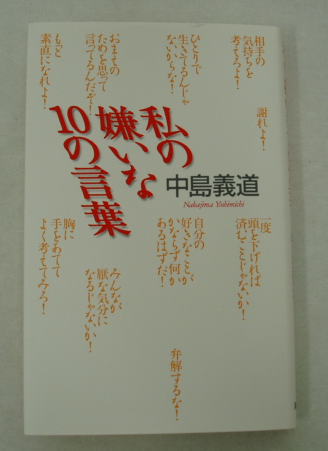 相手の
気持ちを
考えろよ!
ひとりで
生きてるんじゃ
ないからな!
おまえの
ためを思って
言ってるんだぞ!
もっと
素直になれよ!
謝れよ!
私の
嫌いな
10の言葉
中島義道
Nakajima Yoshimichi
一度
頭を下げれば
済むことじゃないか!
自分の
好きなことが
かならず何か
あるはずだ!
胸に
手をあてて
よく考えてみろ!
みんなが
厭な気分に
なるじゃないか!
弁解するな!